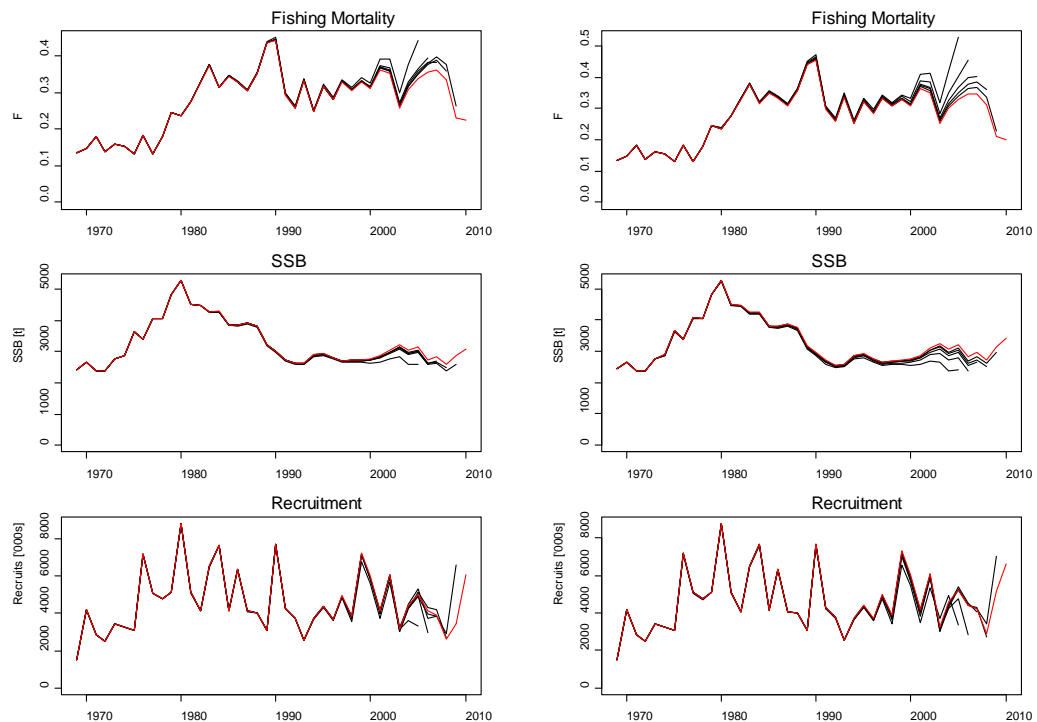 Fishing Mortality
F
0.0 0.1 0.2 0.3 0.4
1970 1980 1990 2000 2010
SSB
SSB [t]
0 1000 2000 3000 5000
1970 1980 1990 2000 2010
Recruitment
Recruits ['000s]
0 2000 4000 6000 8000
1970 1980 1990 2000 2010
Fishing Mortality
F
0.0 0.1 0.2 0.3 0.4 0.5
1970 1980 1990 2000 2010
SSB
SSB [t]
0 1000 2000 3000 5000
1970 1980 1990 2000 2010
Recruitment
Recruits ['000s]
0 2000 4000 6000 8000
1970 1980 1990 2000 2010